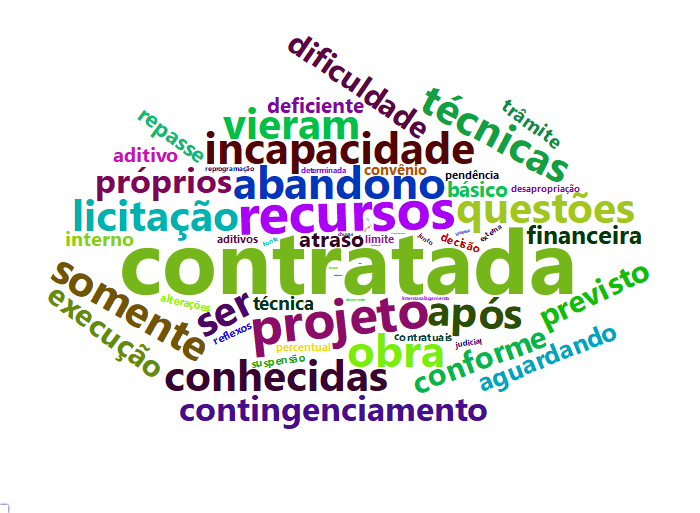 dificuldade
técnicas
trâmite
deficiente
vieram
repasse
aditivo
incapacidade
reprogramação
determinada
convênio
pendência
próprios
abandono
básico
desapropriação
licitação
recursos
questões
interno
aditivos
fonte
atraso
limite
junto
decisão
externa
financeira
contratada
somente
execução
alterações
ser
reflexos
técnica
projeto
após
previsto
percentual
suspensão
obra
contratuais
judicial
conforme
aguardando
conhecidas
contingenciamento